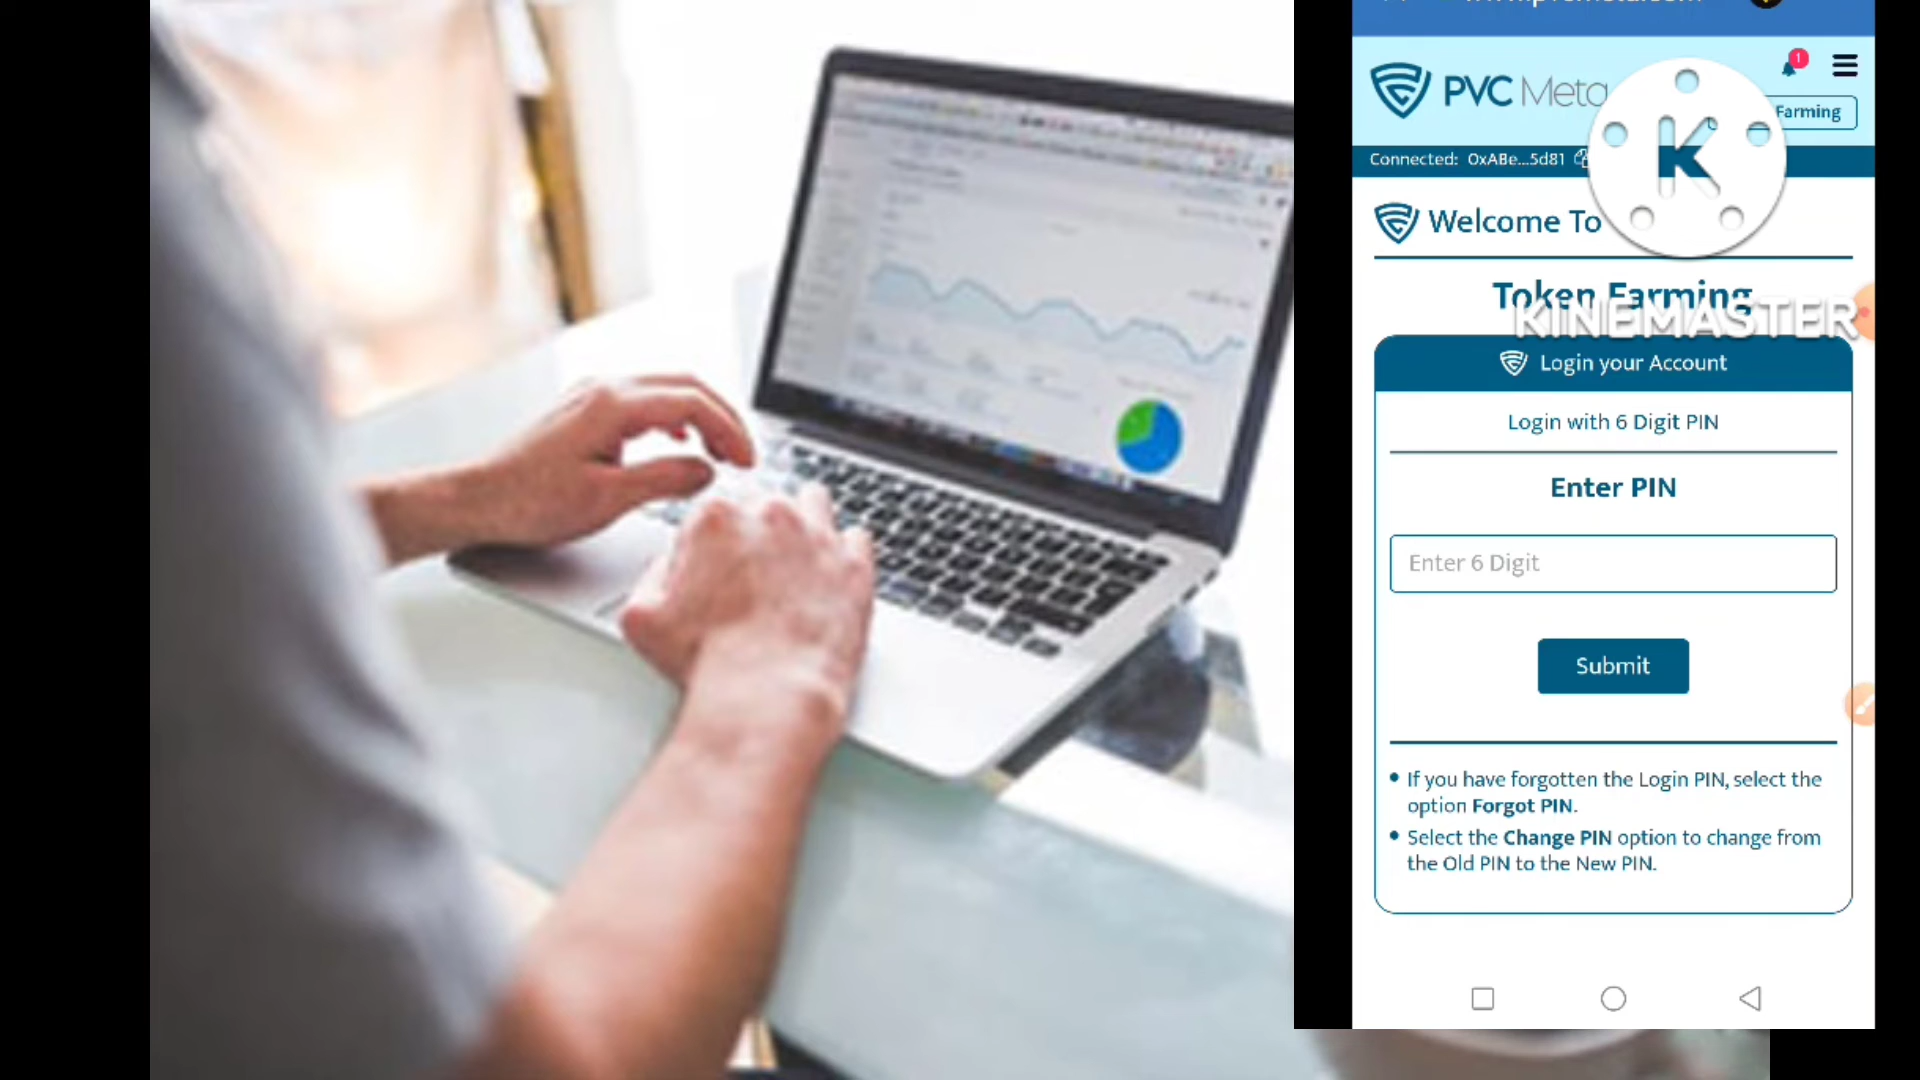 PVC Meta
1
Farming
Connected: 0xABe...5d81
Welcome To
Token Farming
K
KINEMASTER
Login your Account
Login with 6 Digit PIN
Enter PIN
Enter 6 Digit
Submit
• If you have forgotten the Login PIN, select the
option Forgot PIN.
• Select the Change PIN option to change from
the Old PIN to the New PIN.